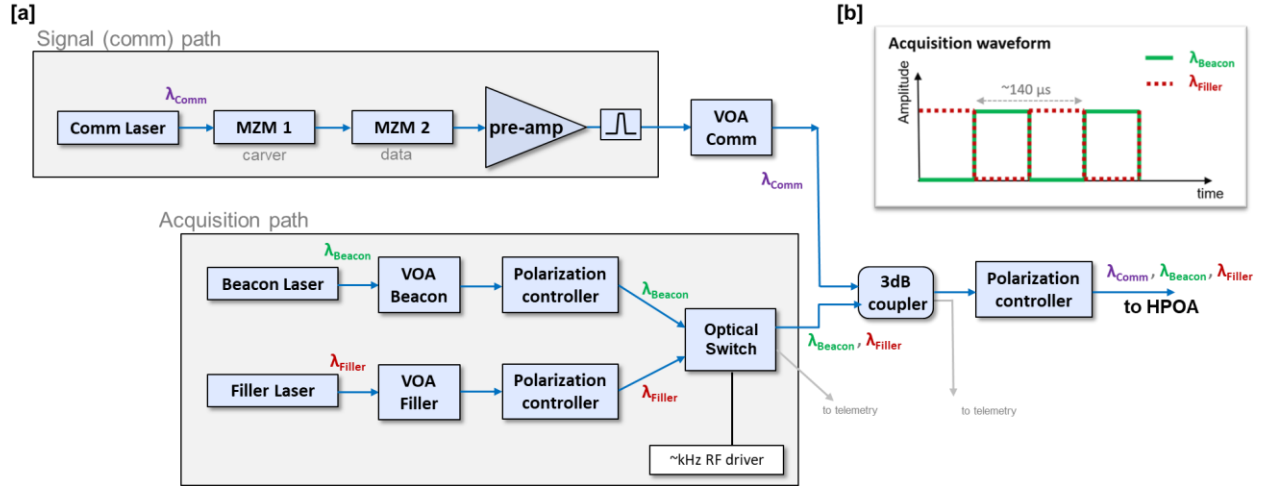 [a]
Signal (comm) path
λComm
Comm Laser
MZM 1
carver
MZM 2
data
pre-amp
VOA
Comm
λComm
[b]
Acquisition waveform
λBeacon
λFiller
Amplitude
~140 µs
time
Acquisition path
λBeacon
Beacon Laser
VOA
Beacon
Polarization
controller
λBeacon
λFiller
Filler Laser
VOA
Filler
Polarization
controller
λFiller
Optical
Switch
~kHz RF driver
λBeacon, λFiller
3dB
coupler
Polarization
controller
λComm, λBeacon, λFiller
to HPOA
to telemetry
to telemetry